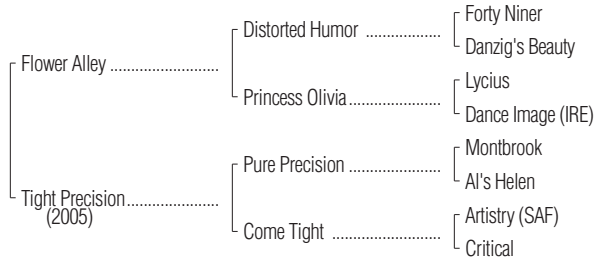 Forty Niner
Distorted Humor ..................
Danzig's Beauty
Flower Alley ..........................
Lycius
Princess Olivia......................
Dance Image (IRE)
Montbrook
Pure Precision ......................
Al's Helen
Tight Precision......................
(2005)
Artistry (SAF)
Come Tight ..........................
Critical